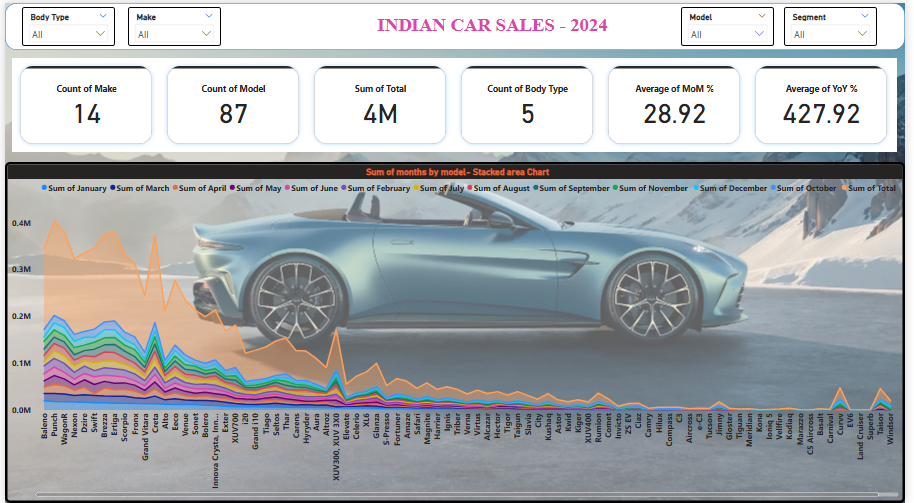 Body Type
All
Make
All
INDIAN CAR SALES - 2024
Model
All
Segment
All
Count of Make
14
Count of Model
87
Sum of Total
4M
Count of Body Type
5
Average of MoM %
28.92
Average of YoY %
427.92
Sum of months by model- Stacked area Chart
Sum of January Sum of March Sum of April Sum of May Sum of June Sum of February Sum of July Sum of August Sum of September Sum of November Sum of December Sum of October Sum of Total
0.4M
0.3M
0.2M
0.1M
0.0M
Baleno
Punch
WagonR
Nexon
Dzire
Swift
Brezza
Ertiga
Scorpio
Fronx
Grand Vitara
Creta
Alto
Eeco
Venue
Sonet
Bolero
Innova Crysta, Inn...
XUV700
Exter
i20
Grand i10
Tiago
Seltos
Thar
Carens
Hyryder
Aura
Altroz
XUV300, XUV 3X0
Elevate
Celerio
XL6
Glanza
S-Presso
Fortuner
Amaze
Safari
Magnite
Harrier
Ignis
Triber
Verna
Virtus
Alcazar
Hector
Tigor
Taigun
Slavia
City
Kushaq
Astor
Kwid
Kiger
XUV400
Rumion
Comet
Invicto
ZS EV
Ciaz
Camry
Hilux
Compass
C3
Aircross
eC3
Tucson
Jimny
Gloster
Tiguan
Meridian
Kona
Ioniq 5
Vellfire
Kodiaq
Marazzo
C5 Aircross
Basalt
Carnival
Curvv
EV6
Land Cruiser
Superb
Taisor
Windsor